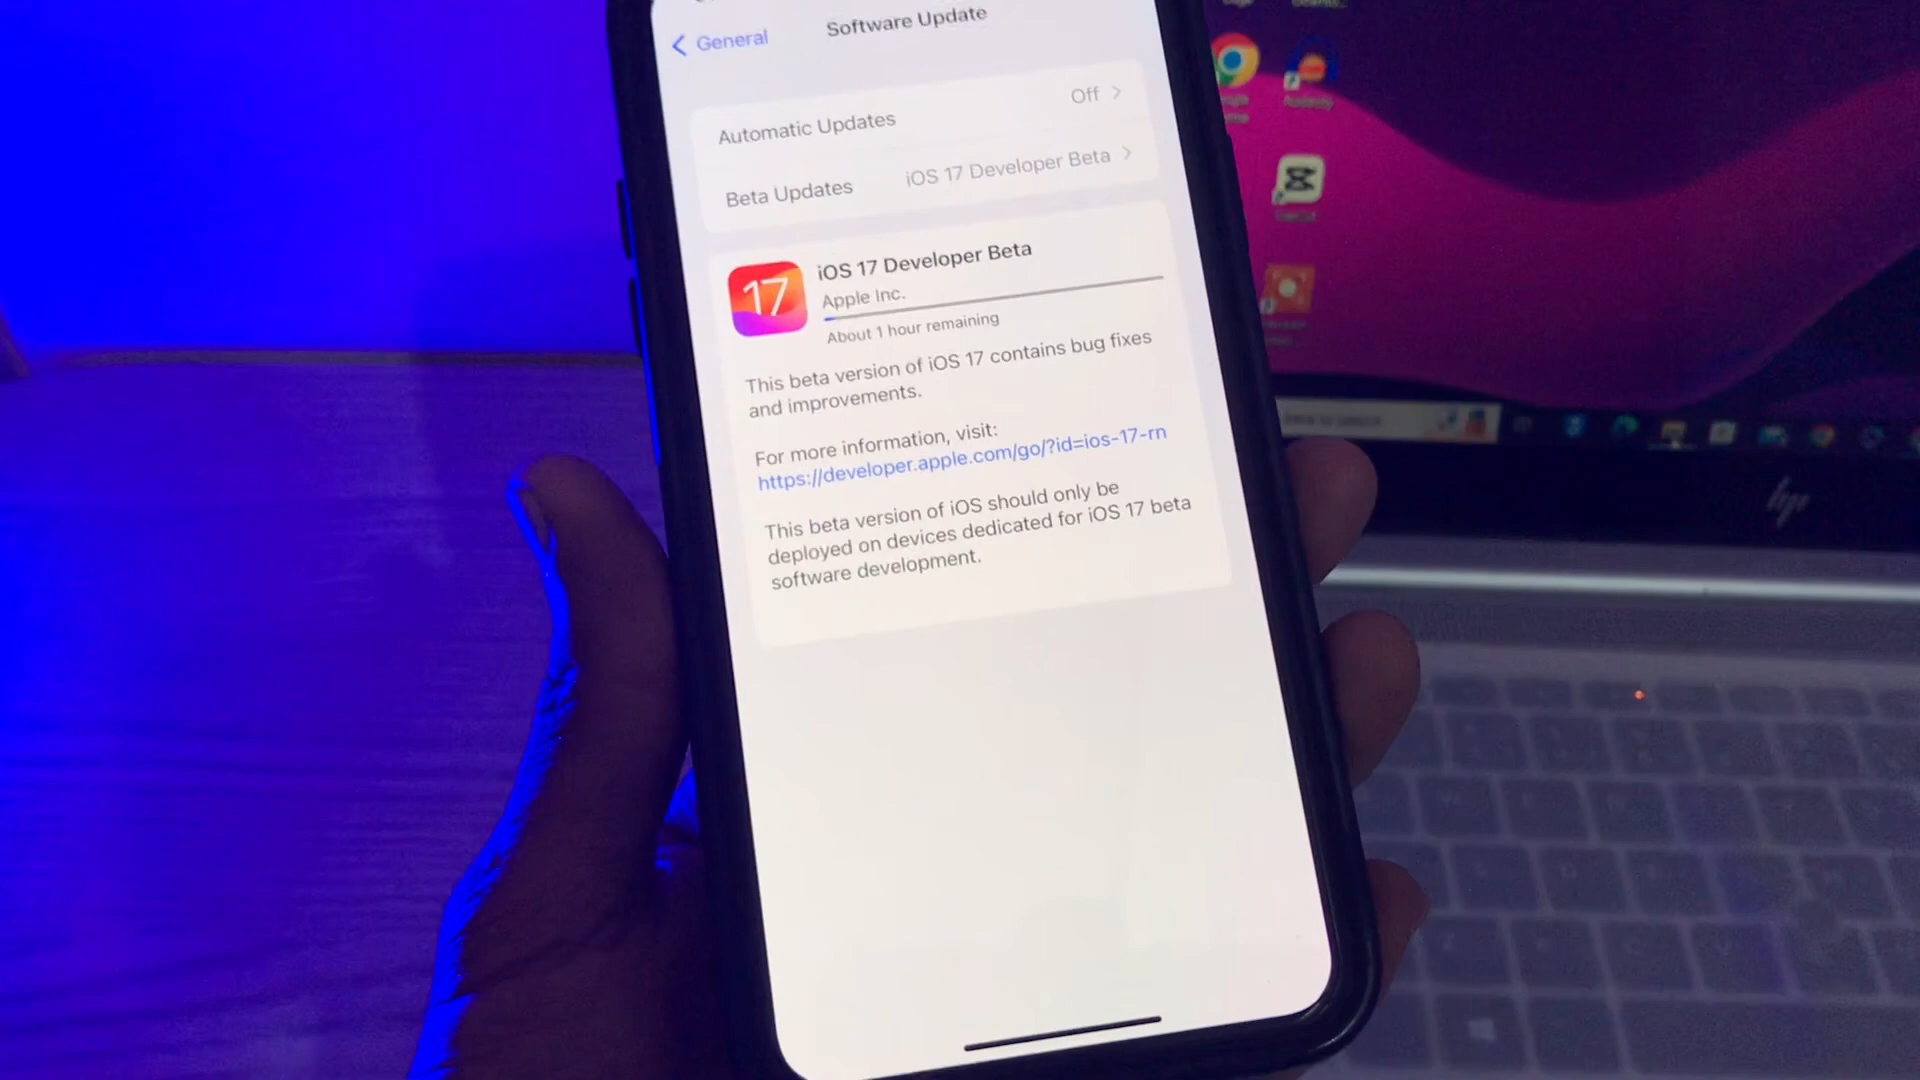 General
Software Update
Automatic Updates
Off
Beta Updates
iOS 17 Developer Beta
17
iOS 17 Developer Beta
Apple Inc.
About 1 hour remaining
This beta version of iOS 17 contains bug fixes
and improvements.
For more information, visit:
https://developer.apple.com/go/?id=ios-17-rn
This beta version of iOS should only be
deployed on devices dedicated for iOS 17 beta
software development.
Audacity
CapCut
hp